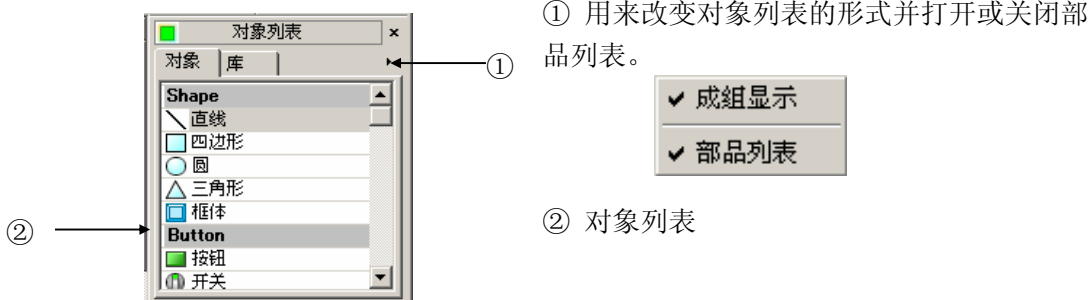 对象列表
对象 库
Shape
直线
四边形
圆
三角形
框体
Button
按钮
开关
①
②
① 用来改变对象列表的形式并打开或关闭部
品列表。
成组显示
部品列表
② 对象列表